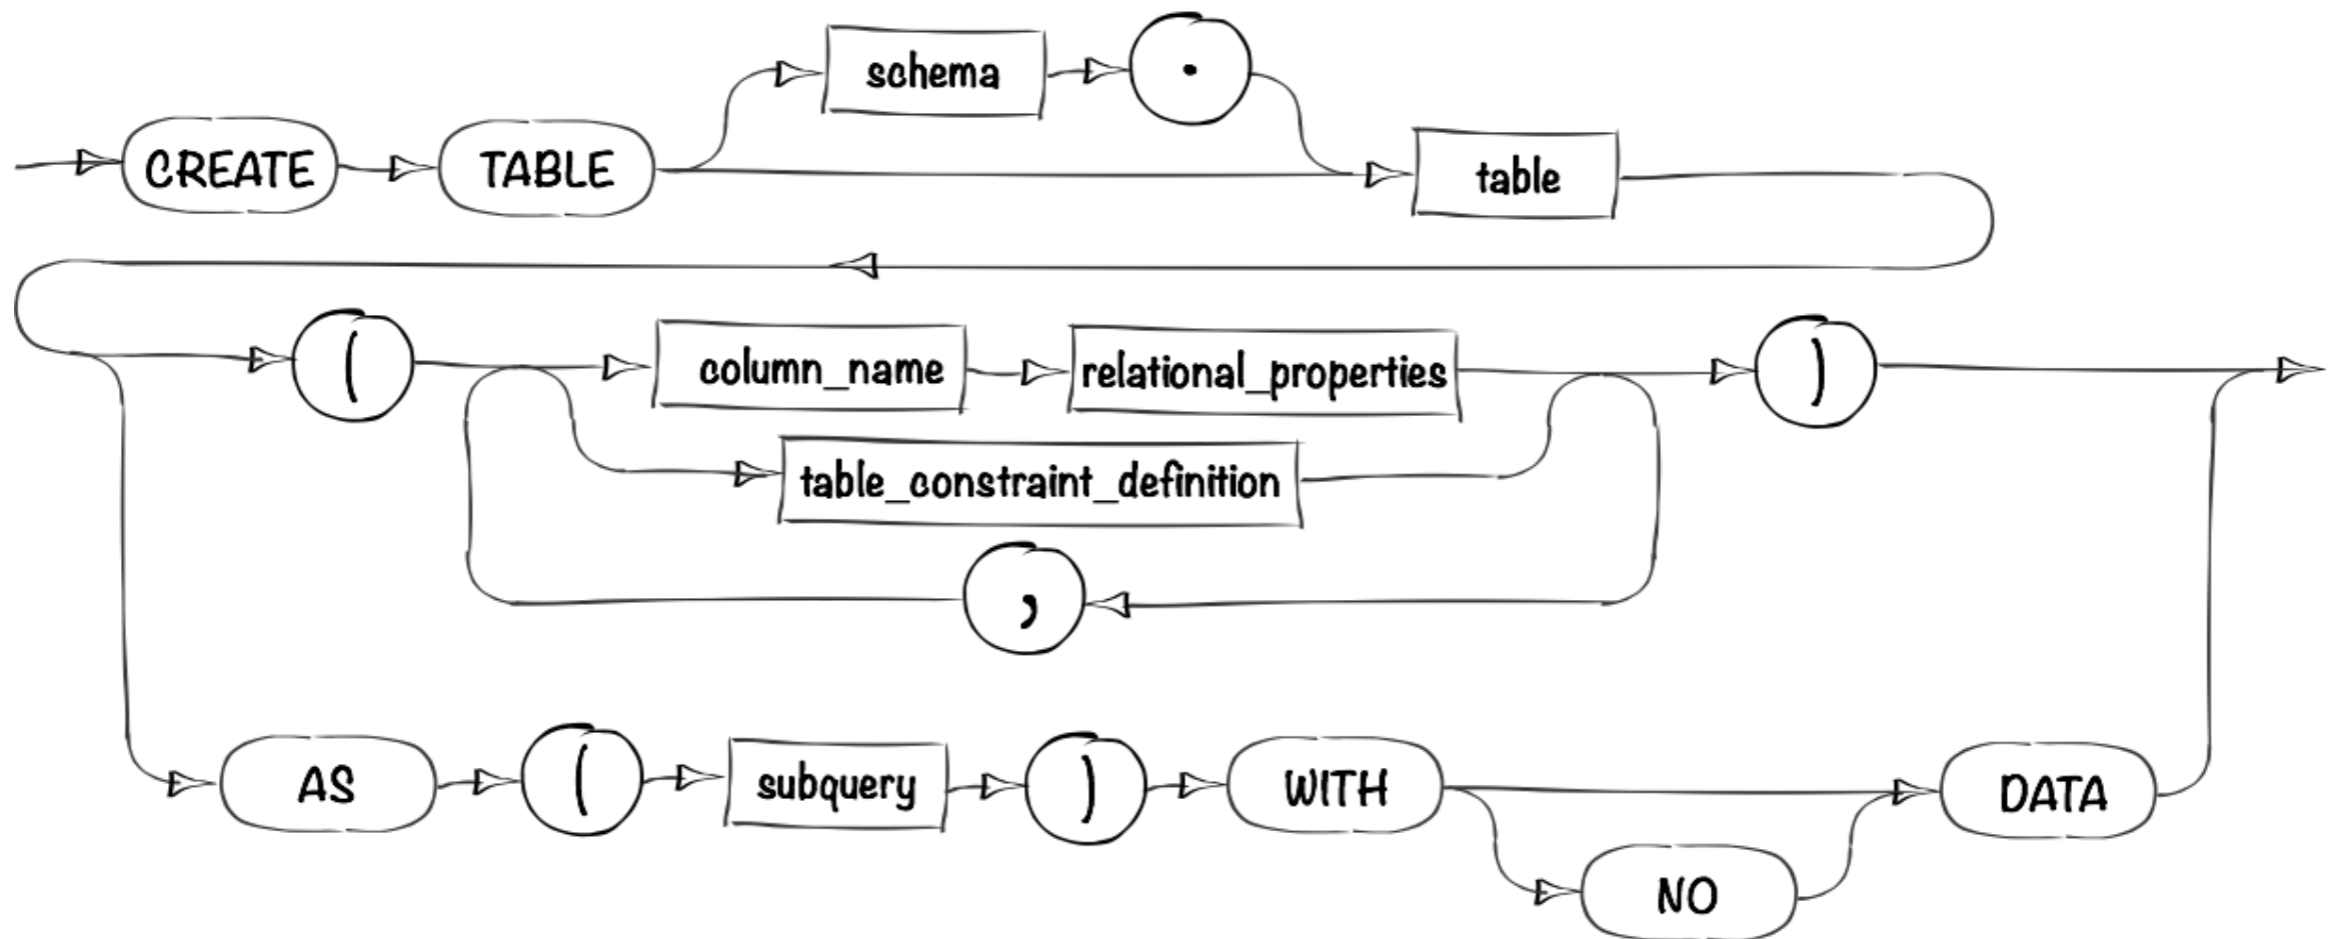 schema .
CREATE TABLE table
( column_name relational_properties )
table_constraint_definition
,
AS ( subquery ) WITH DATA
NO